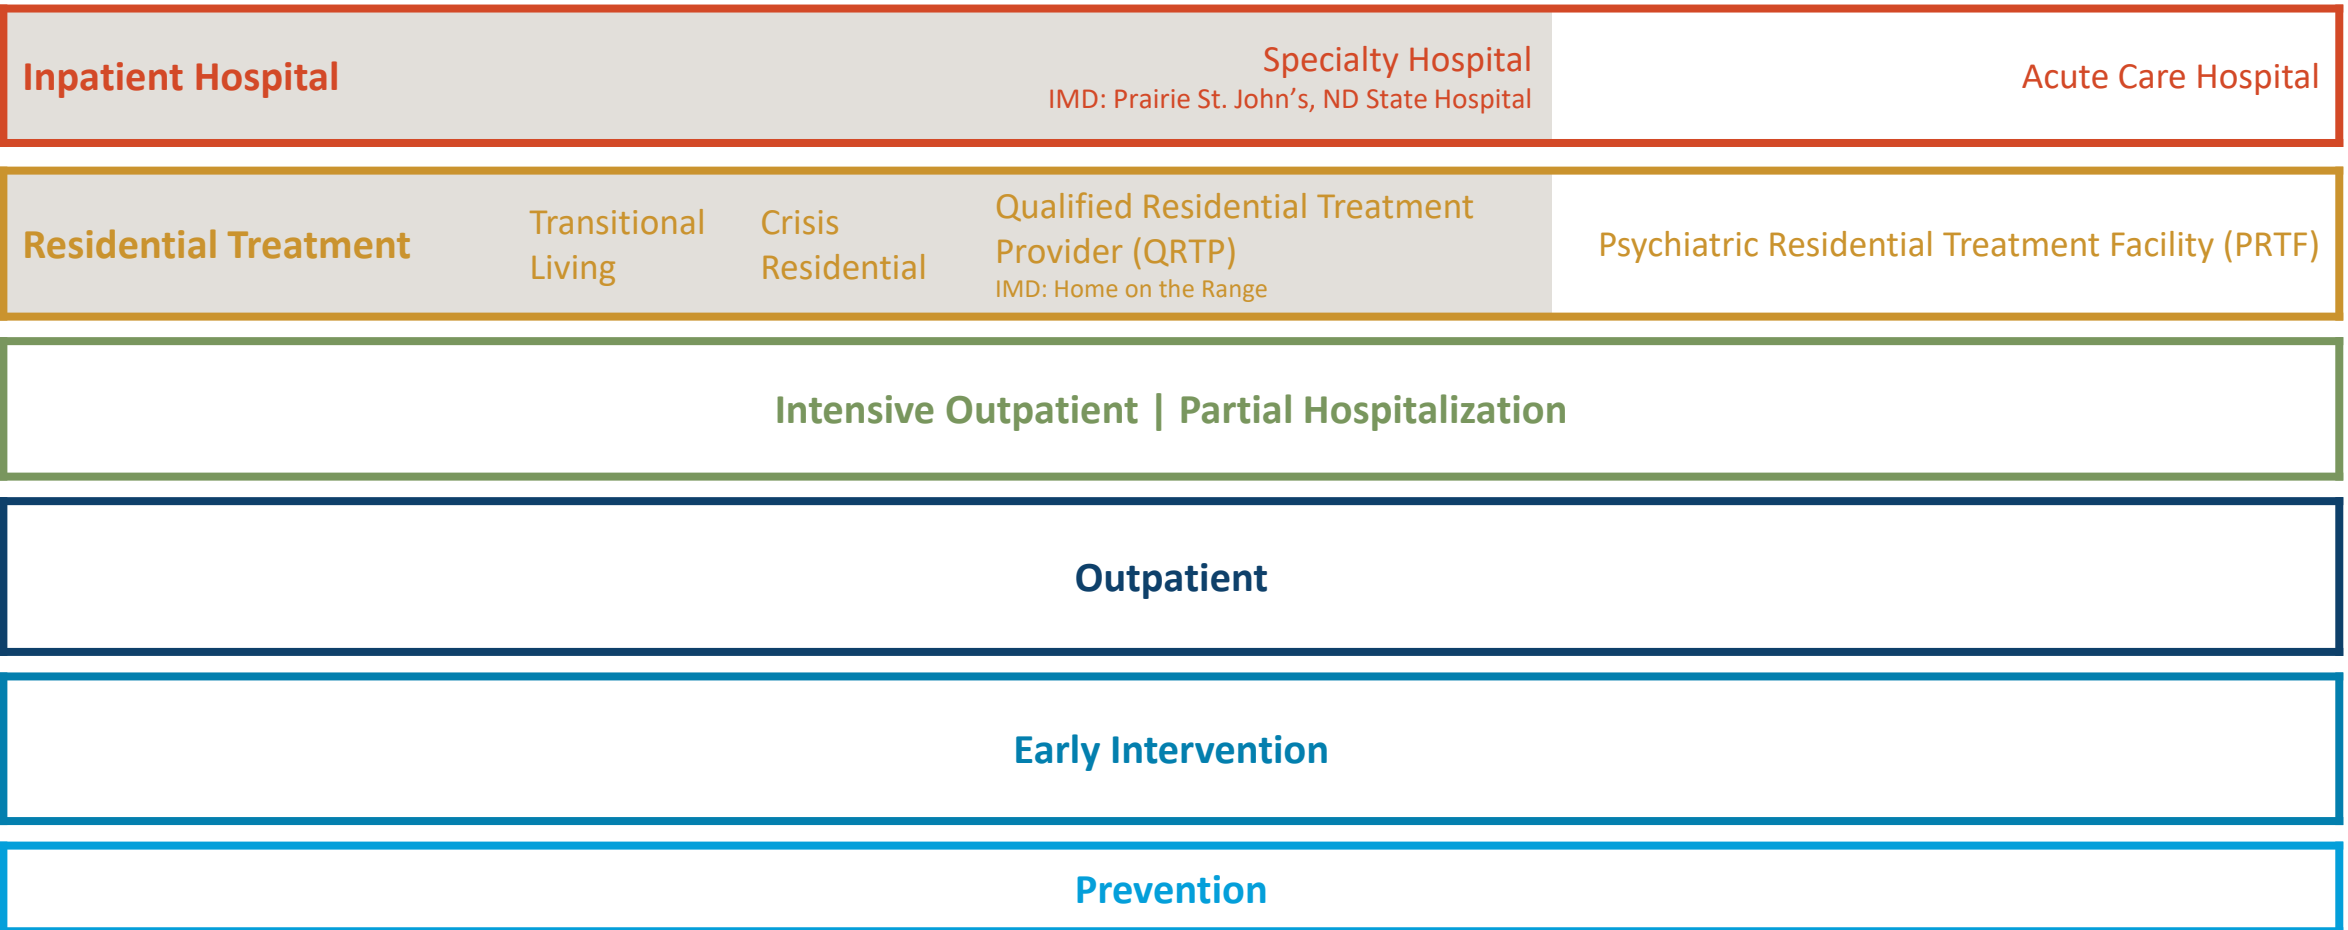 Inpatient Hospital
Specialty Hospital
IMD: Prairie St. John’s, ND State Hospital
Acute Care Hospital
Residential Treatment
Transitional
Living
Crisis
Residential
Qualified Residential Treatment
Provider (QRTP)
IMD: Home on the Range
Psychiatric Residential Treatment Facility (PRTF)
Intensive Outpatient | Partial Hospitalization
Outpatient
Early Intervention
Prevention